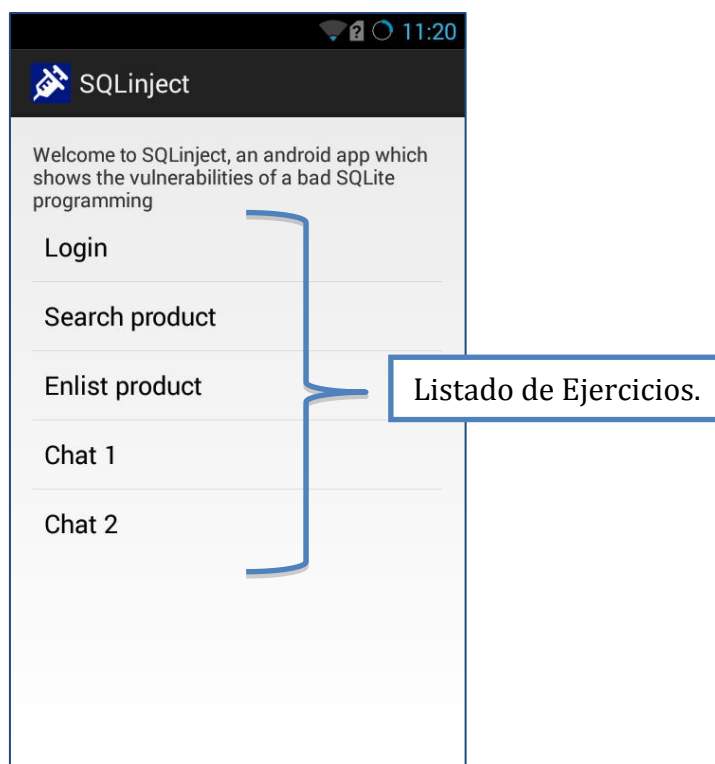 11:20
SQLinject
Welcome to SQLinject, an android app which
shows the vulnerabilities of a bad SQLite
programming
Login
Search product
Enlist product
Listado de Ejercicios.
Chat 1
Chat 2